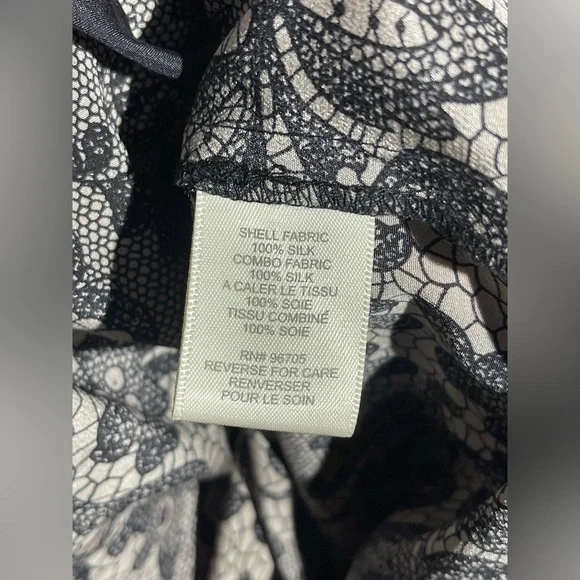 SHELL FABRIC
100% SILK
COMBO FABRIC
100% SILK
A CALER LE TISSU
100% SOIE
TISSU COMBINÉ
100% SOIE
RN# 96705
REVERSE FOR CARE
RENVERSER
POUR LE SOIN